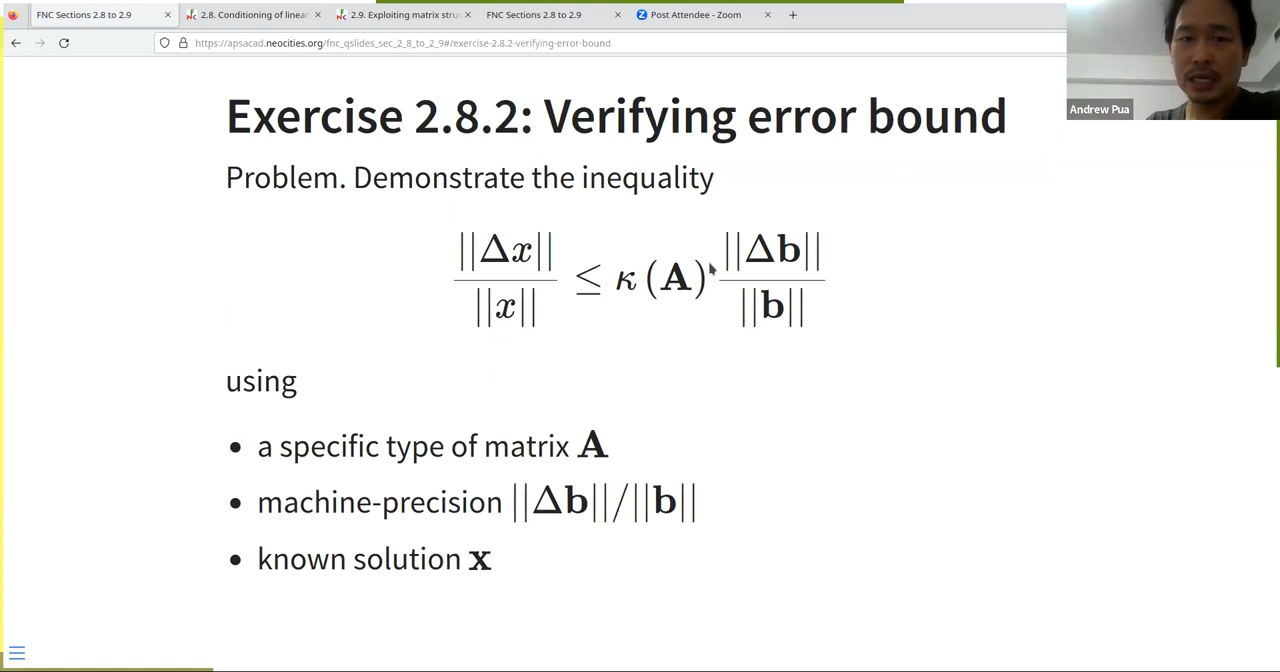 FNC Sections 2.8 to 2.9
2.8. Conditioning of linear
2.9. Exploiting matrix struc
FNC Sections 2.8 to 2.9
Post Attendee - Zoom
https://apsacad.neocities.org/fnc_qslides_sec_2_8_to_2_9#/exercise-2.8.2-verifying-error-bound
Andrew Pua
Exercise 2.8.2: Verifying error bound
Problem. Demonstrate the inequality
||Δx|| / ||x|| ≤ κ (A) ||Δb|| / ||b||
using
• a specific type of matrix A
• machine-precision ||Δb||/||b||
• known solution x